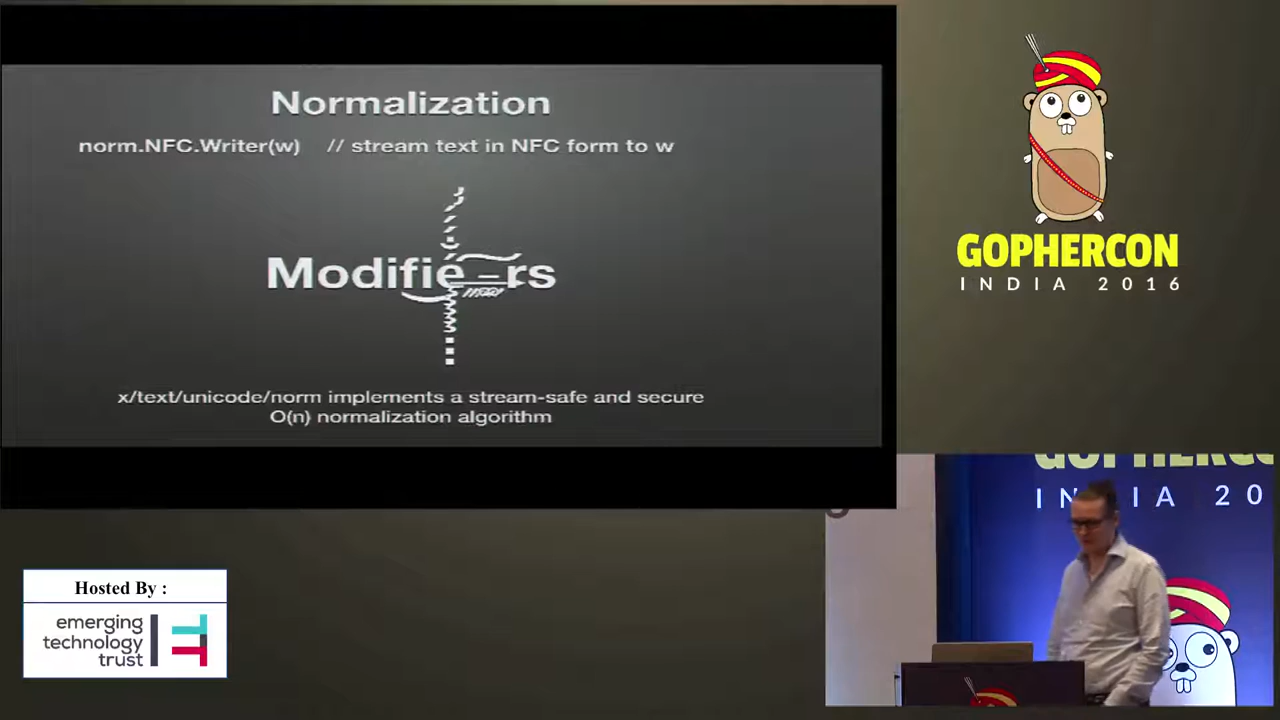 Normalization
norm.NFC.Writer(w) // stream text in NFC form to w
Modifiers
x/text/unicode/norm implements a stream-safe and secure
O(n) normalization algorithm
GOPHERCON
INDIA 2016
GOPHERCON
INDIA 20
Hosted By :
emerging
technology
trust